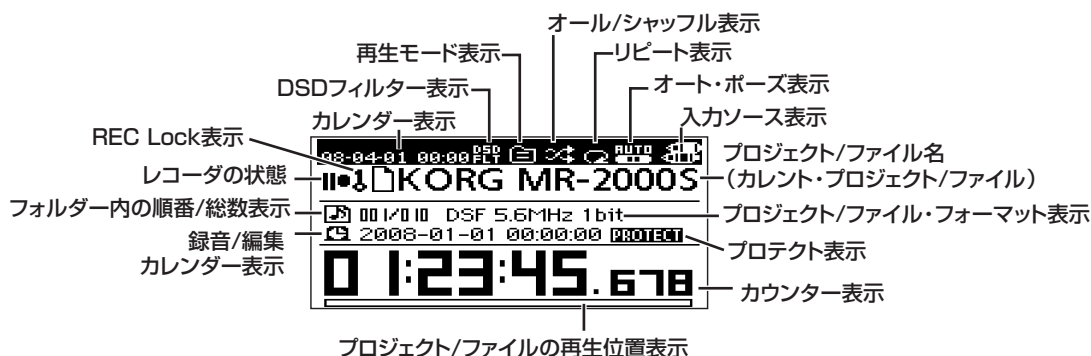 オール/シャッフル表示
再生モード表示
リピート表示
DSDフィルター表示
オート・ポーズ表示
カレンダー表示
入力ソース表示
REC Lock表示
08-04-01 00:00 DSD FLT AUTO
プロジェクト/ファイル名
(カレント・プロジェクト/ファイル)
レコーダの状態
KORG MR-2000S
フォルダー内の順番/総数表示
001/010 DSF 5.6MHz 1bit
プロジェクト/ファイル・フォーマット表示
録音/編集
カレンダー表示
2008-01-01 00:00:00 PROTECT
プロテクト表示
01:23:45.678
カウンター表示
プロジェクト/ファイルの再生位置表示